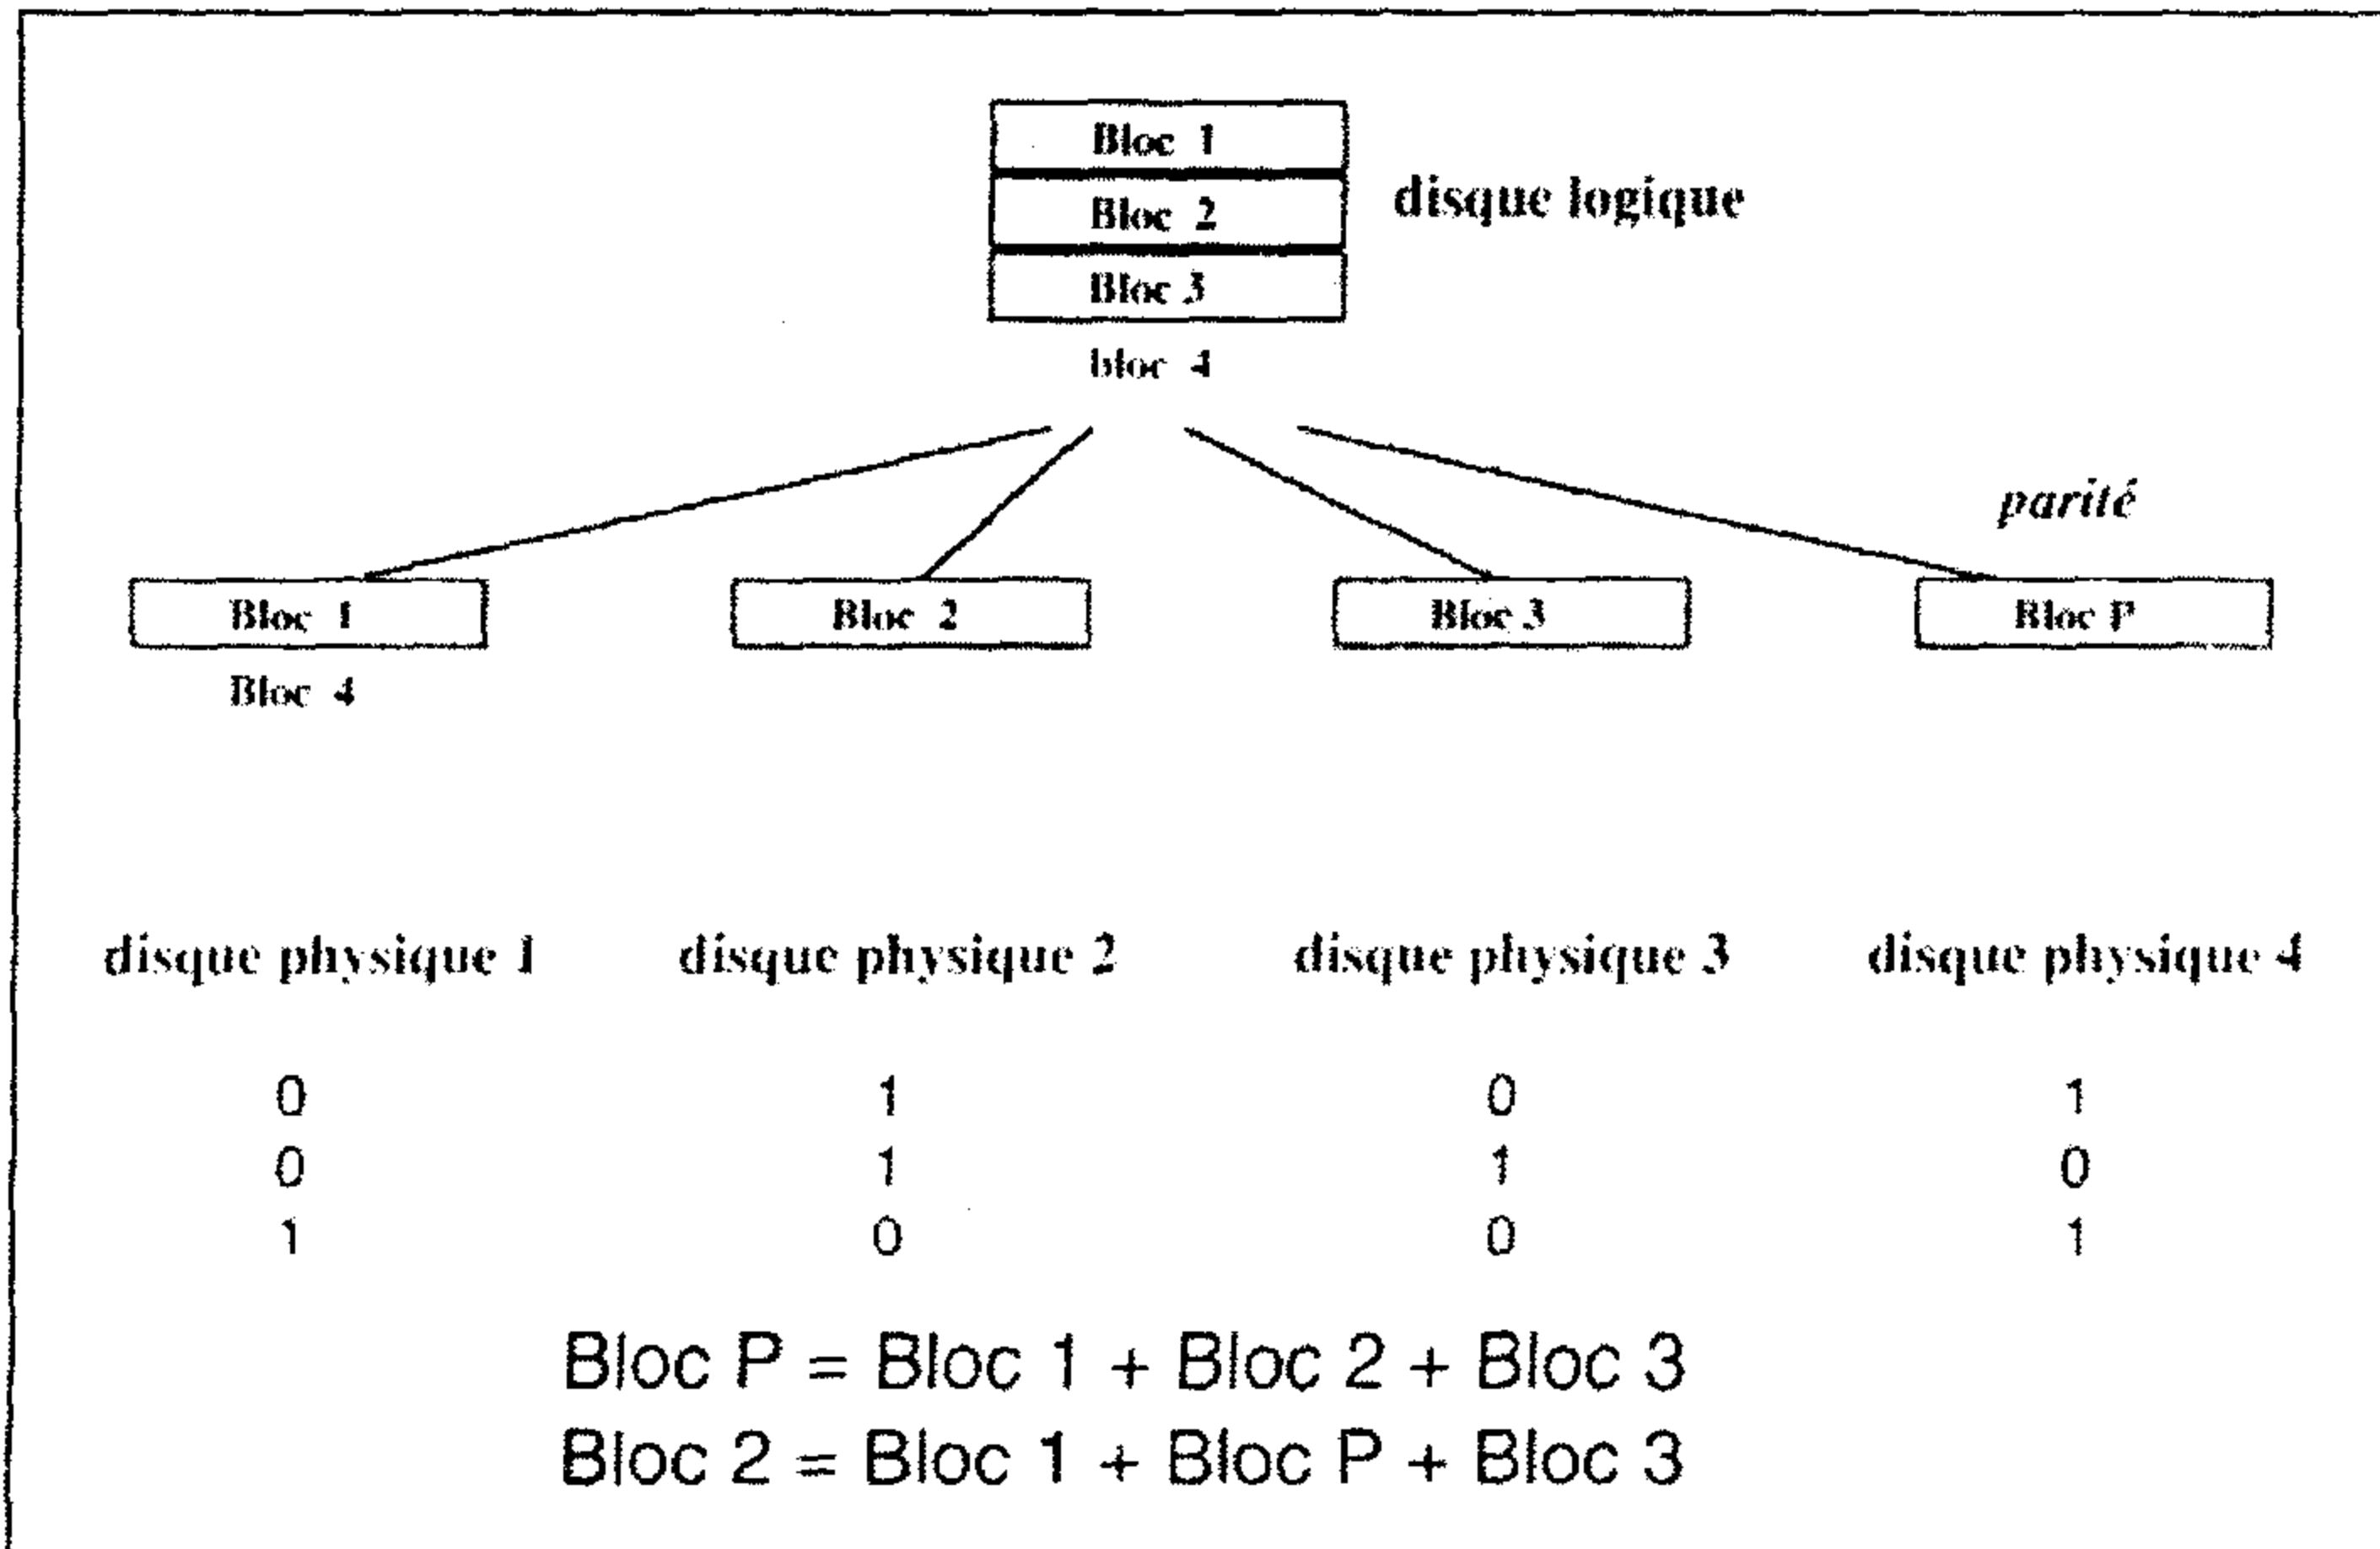 Bloc 1
Bloc 2
disque logique
Bloc 3
bloc 4
parité
Bloc 1 Bloc 2 Bloc 3 Bloc P
Bloc 4
disque physique 1 disque physique 2 disque physique 3 disque physique 4
0 1 0 1
0 1 1 0
1 0 0 1
Bloc P = Bloc 1 + Bloc 2 + Bloc 3
Bloc 2 = Bloc 1 + Bloc P + Bloc 3